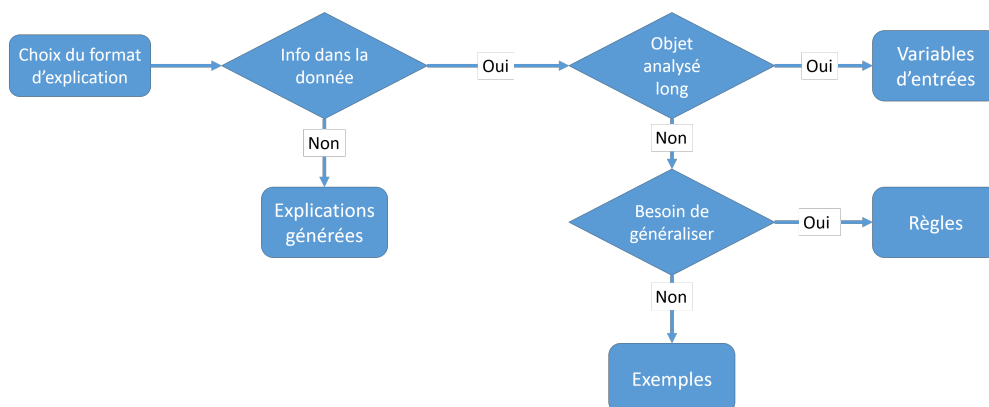 Choix du format
d’explication
Info dans la
donnée
Oui
Objet
analysé
long
Oui
Variables
d’entrées
Non
Non
Explications
générées
Besoin de
généraliser
Oui
Règles
Non
Exemples